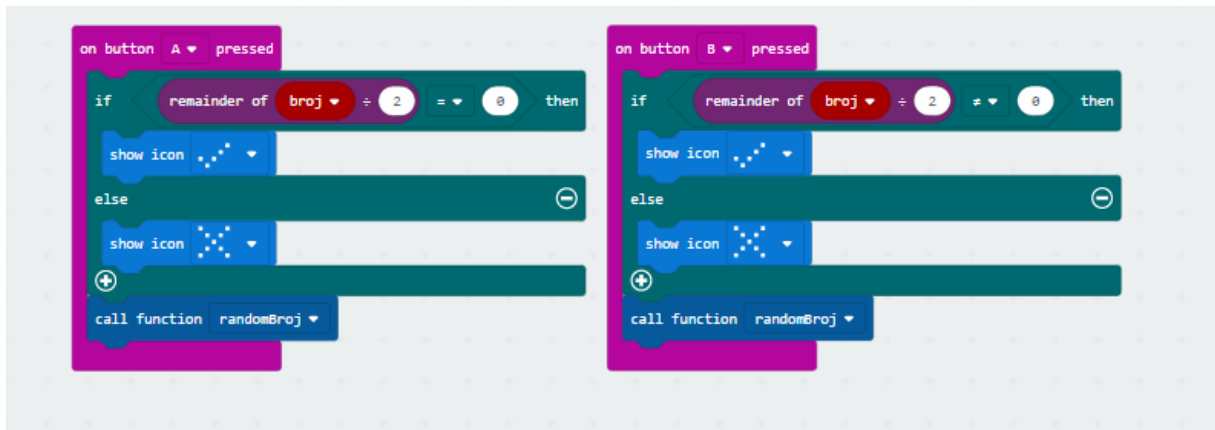 on button A pressed
if remainder of broj ÷ 2 = 0 then
show icon
else
show icon
call function randomBroj
on button B pressed
if remainder of broj ÷ 2 ≠ 0 then
show icon
else
show icon
call function randomBroj